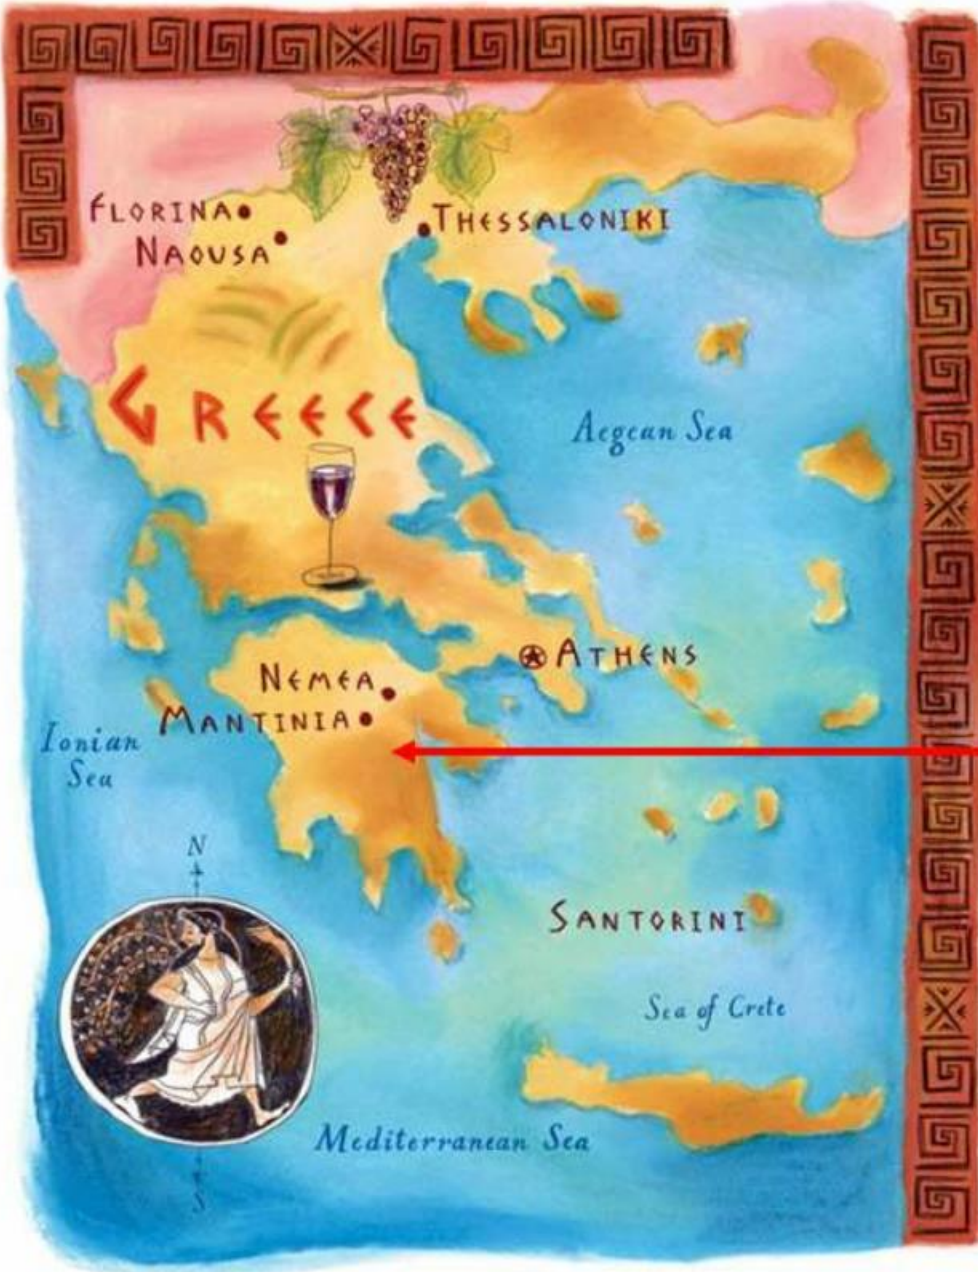 FLORINA
NAOUSA
THESSALONIKI
GREECE
Aegean Sea
ATHENS
NEMEA
MANTINIA
Ionian
Sea
N
SANTORINI
Sea of Crete
Mediterranean Sea
S